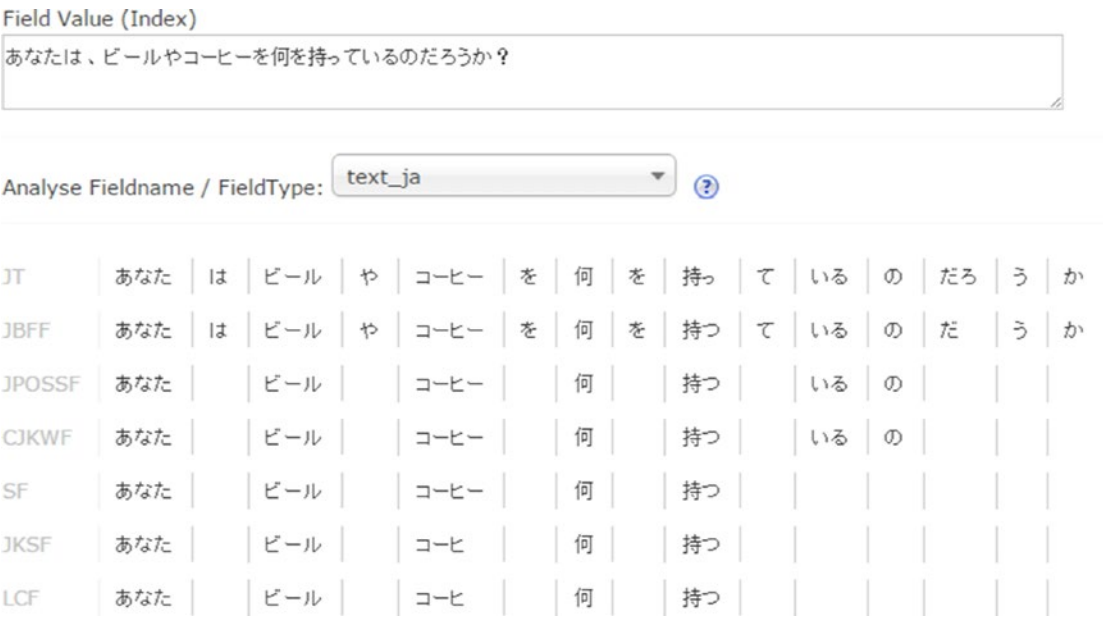 Field Value (Index)
あなたは、ビールやコーヒーを何を持っているのだろうか？
Analyse Fieldname / FieldType: text_ja ?
JT あなた は ビール や コーヒー を 何 を 持っ て いる の だろ う か
JBFF あなた は ビール や コーヒー を 何 を 持つ て いる の だ う か
JPOSSF あなた ビール コーヒー 何 持つ いる の
CJKWF あなた ビール コーヒー 何 持つ いる の
SF あなた ビール コーヒー 何 持つ
JKSF あなた ビール コーヒ 何 持つ
LCF あなた ビール コーヒ 何 持つ